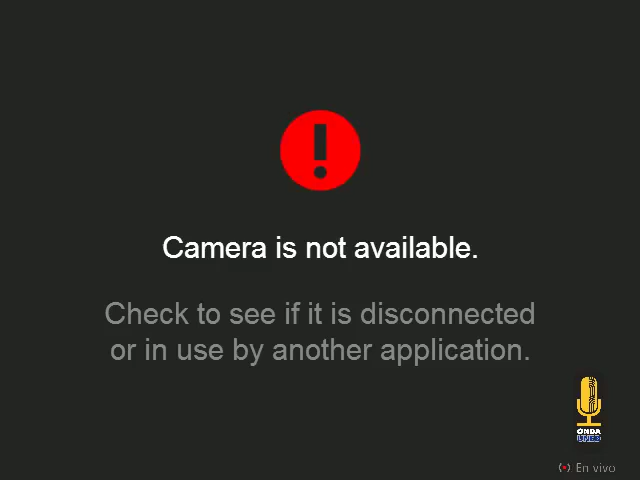 Camera is not available.
Check to see if it is disconnected
or in use by another application.
ONDA
En vivo